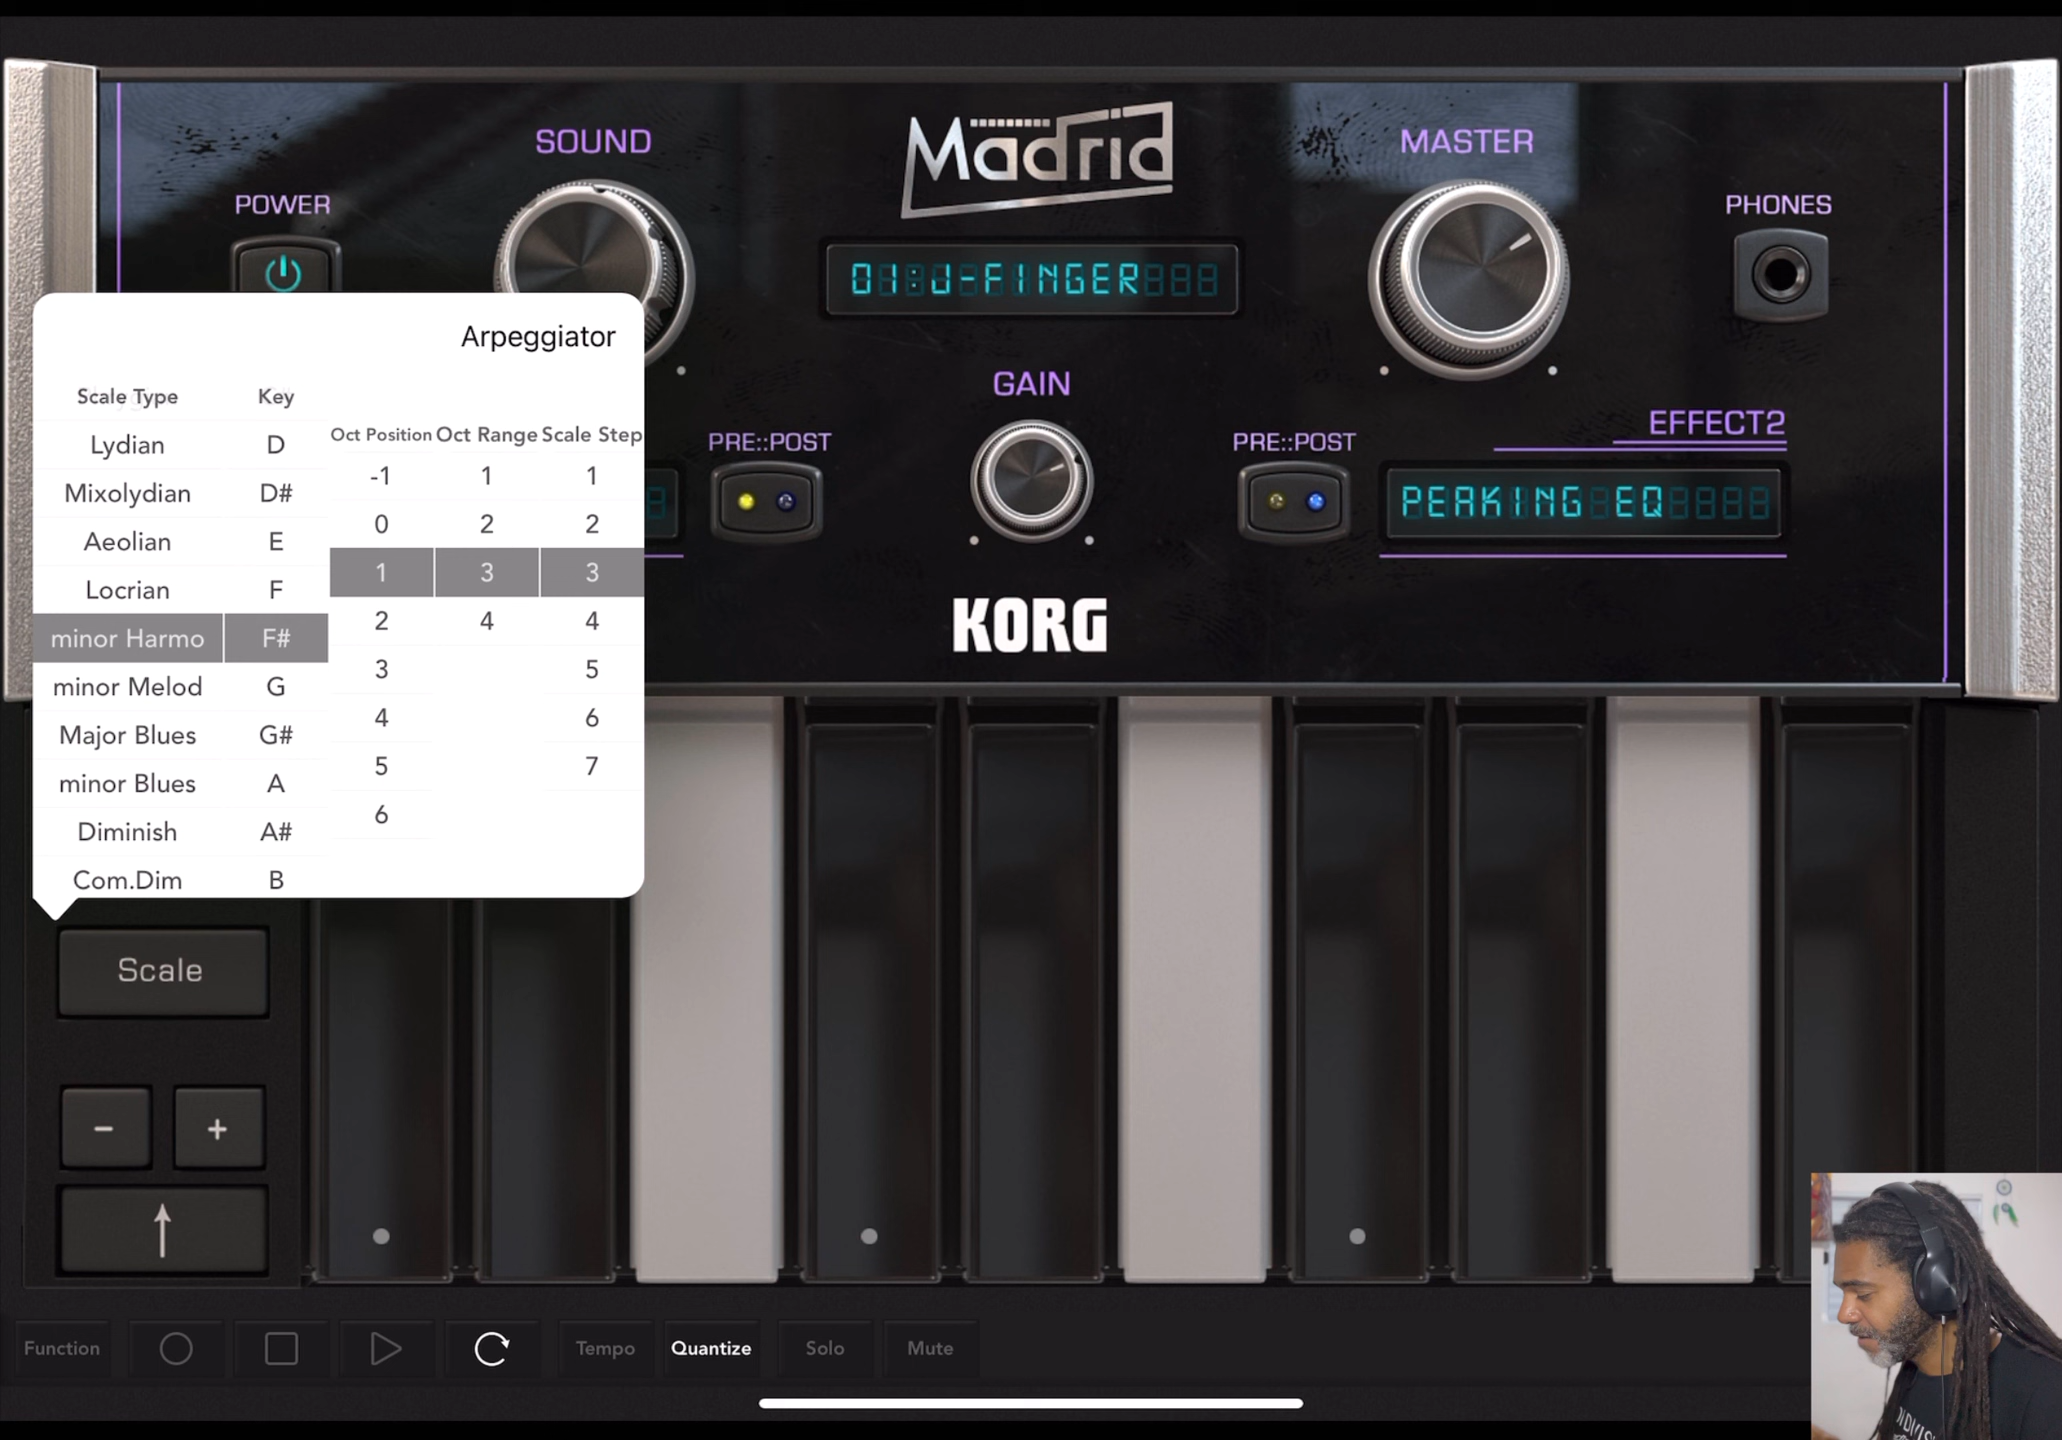 Madrid
SOUND
MASTER
POWER
PHONES
01:J-FINGER
Arpeggiator
GAIN
Scale Type
Key
Oct Position
Oct Range
Scale Step
EFFECT2
PRE::POST
PRE::POST
PEAKING EQ
Lydian D
Mixolydian D#
Aeolian E
Locrian F
minor Harmo F#
minor Melod G
Major Blues G#
minor Blues A
Diminish A#
Com.Dim B
-1 1 1
0 2 2
1 3 3
2 4 4
3 5
4 6
5 7
6
KORG
Scale
-
+
Function
Tempo
Quantize
Solo
Mute